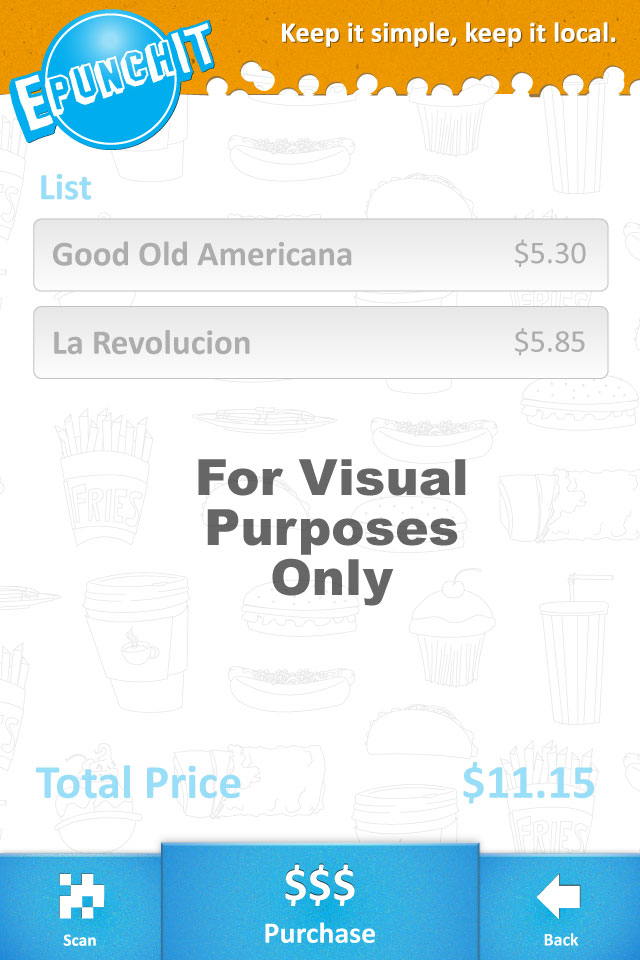 EPUNCHIT
Keep it simple, keep it local.
List
Good Old Americana $5.30
La Revolucion $5.85
FRIES
For Visual
Purposes
Only
Total Price $11.15
FRIES
$$$
Scan
Purchase
Back